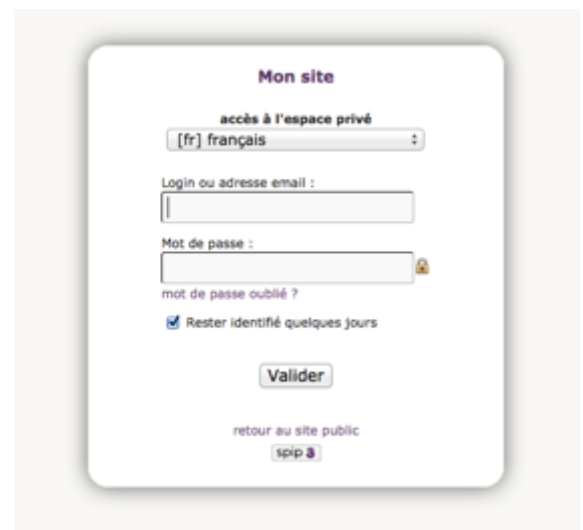 Mon site
accès à l'espace privé
[fr] français
Login ou adresse email :
Mot de passe :
mot de passe oublié ?
Rester identifié quelques jours
Valider
retour au site public
spip 3